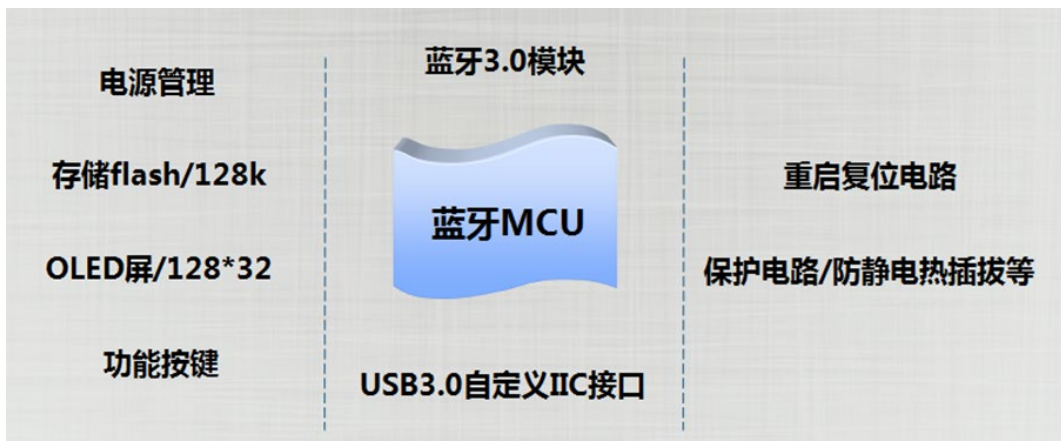 电源管理
存储flash/128k
OLED屏/128*32
功能按键
蓝牙3.0模块
蓝牙MCU
USB3.0自定义IIC接口
重启复位电路
保护电路/防静电热插拔等